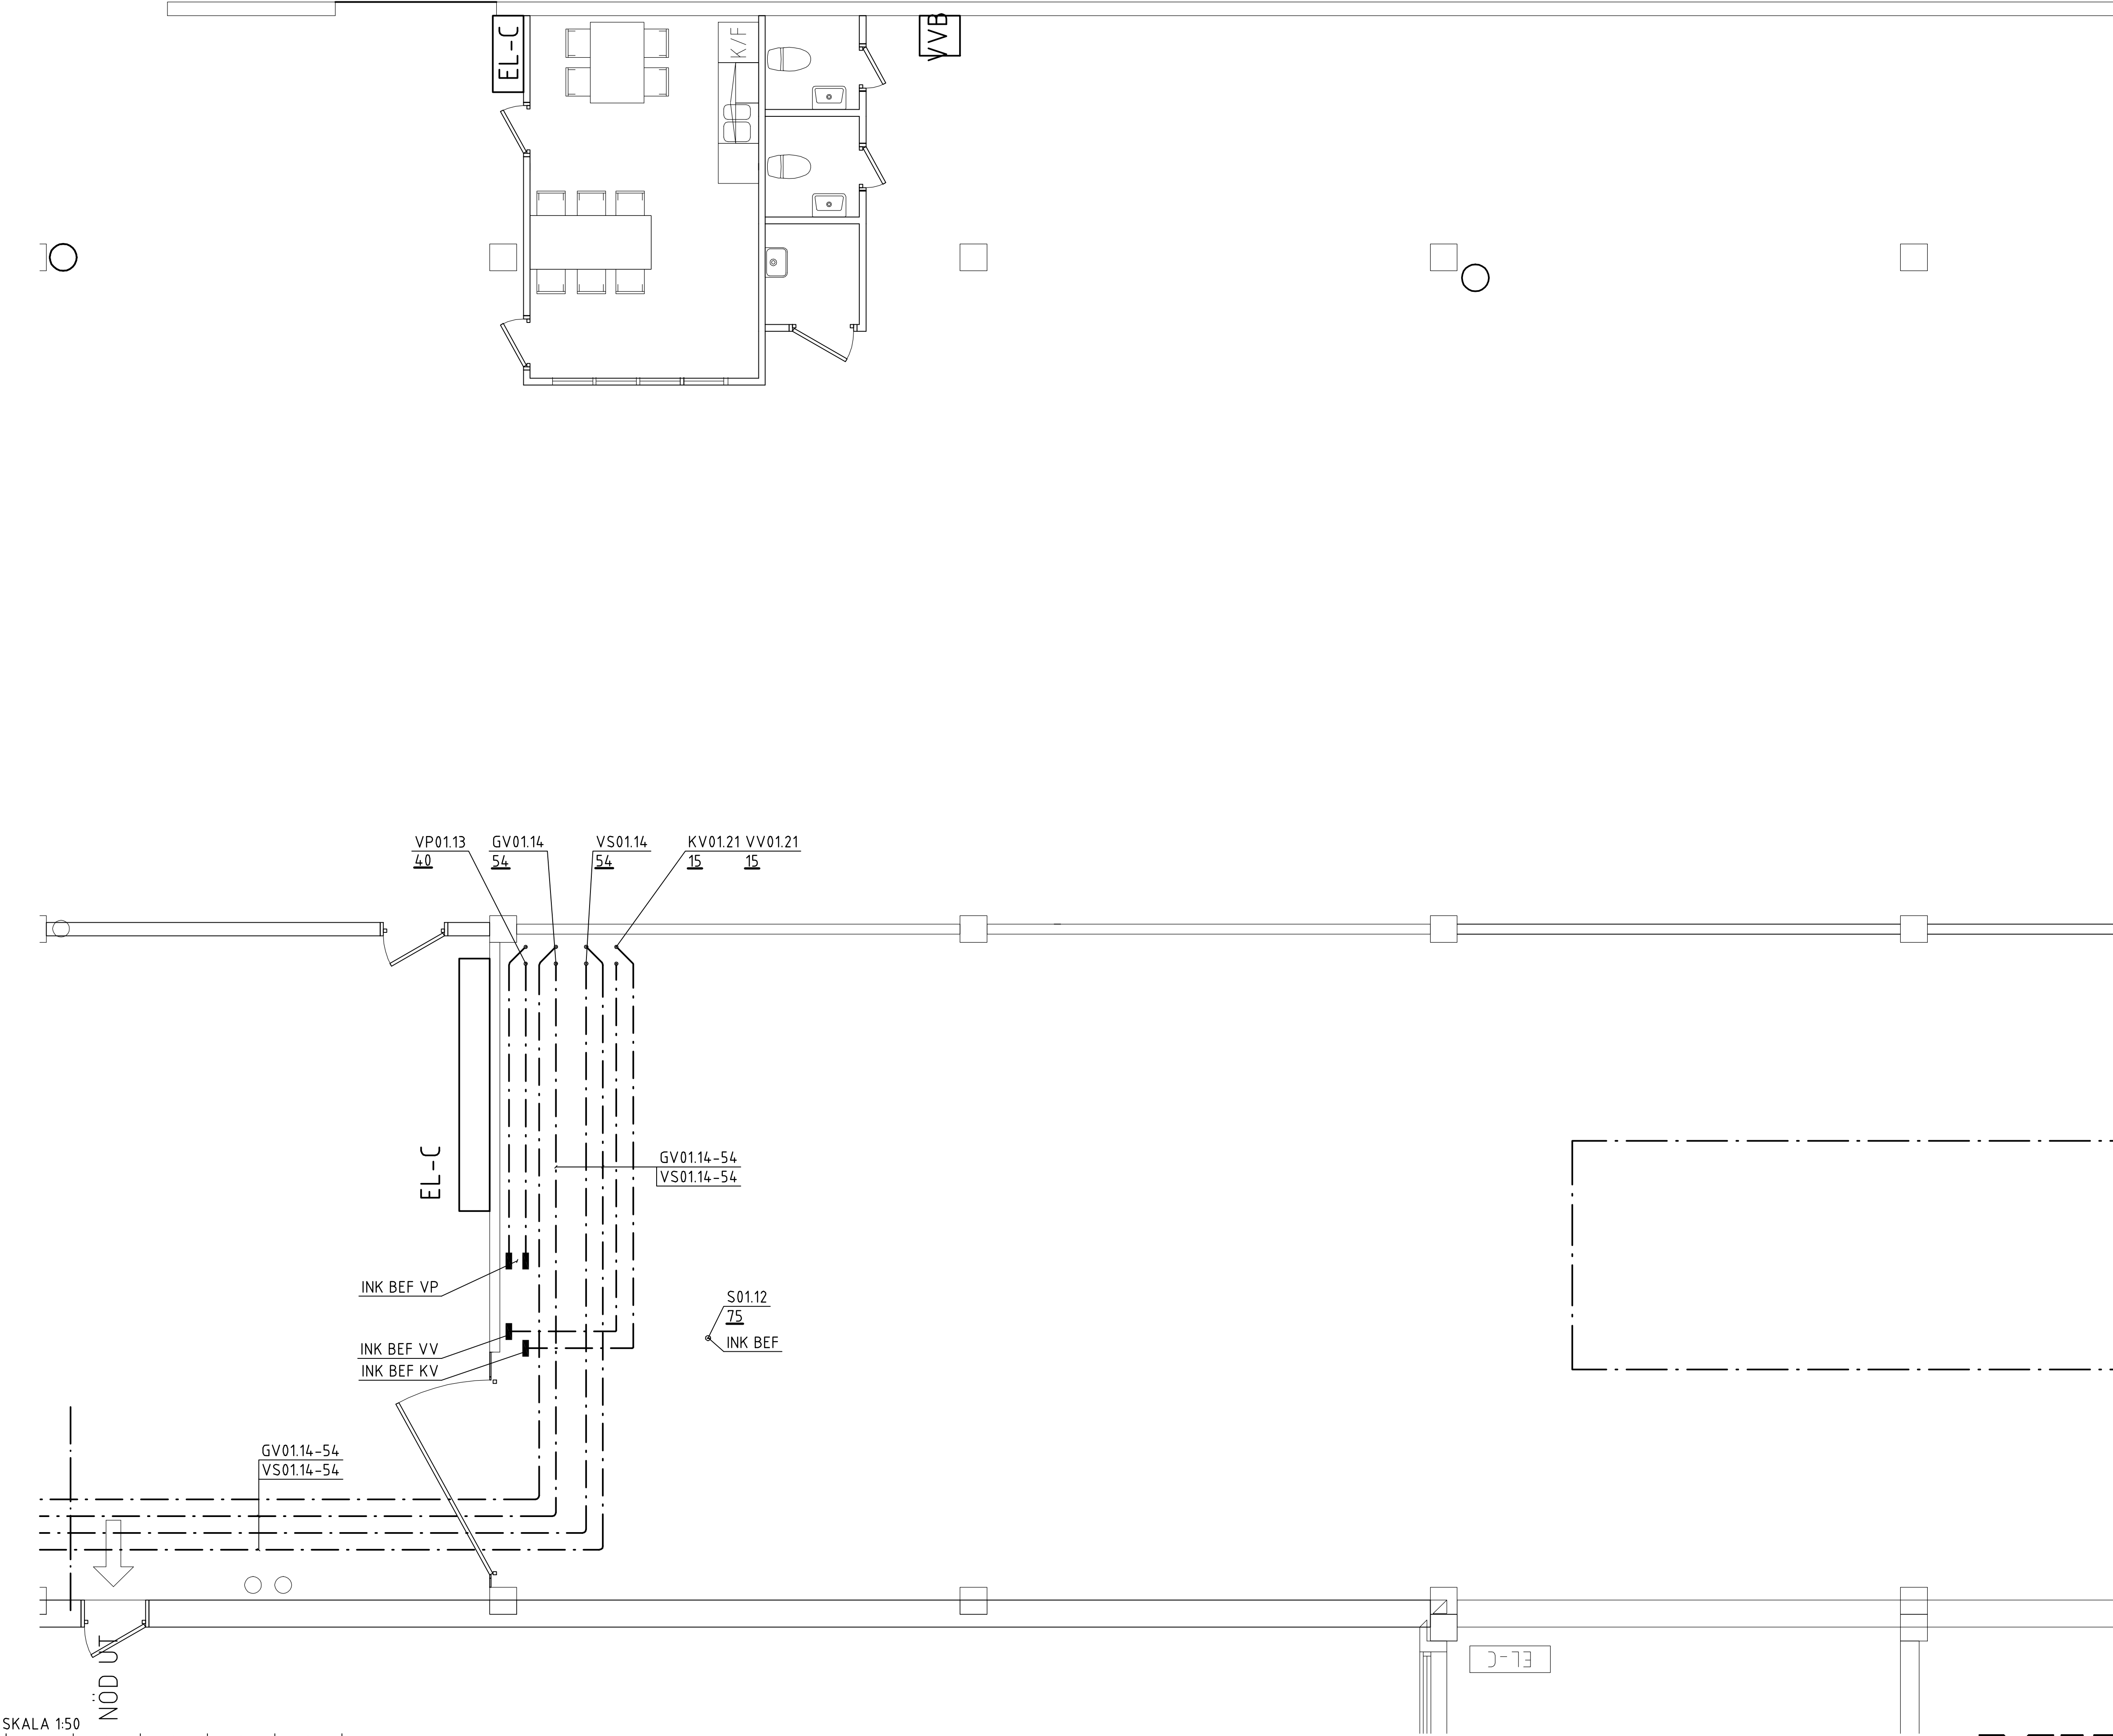 EL-C
K/F
VVB
VP01.13
40
GV01.14
54
VS01.14
54
KV01.21 VV01.21
15 15
EL-C
GV01.14-54
VS01.14-54
INK BEF VP
INK BEF VV
INK BEF KV
S01.12
75
INK BEF
GV01.14-54
VS01.14-54
NÖD UT
EL-C
SKALA 1:50